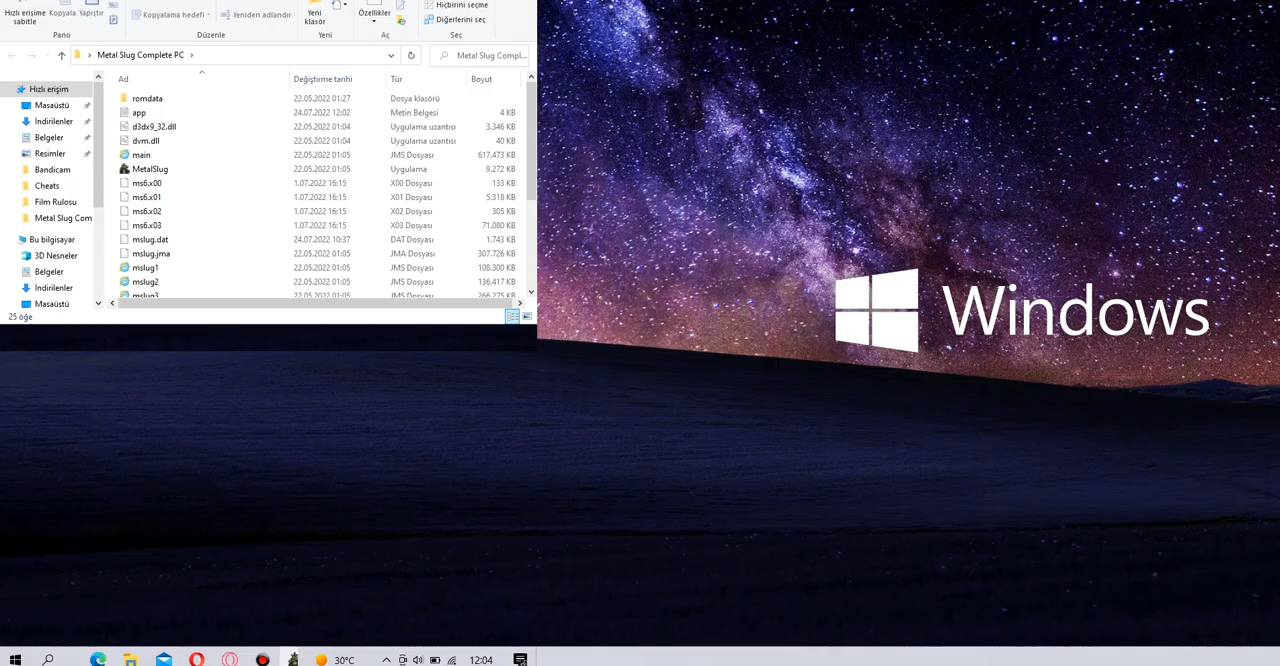 Hızlı erişime sabitle
Kopyala
Yapıştır
Kopyalama hedefi
Yeniden adlandır
Yeni klasör
Özellikler
Hiçbirini seçme
Diğerlerini seç
Pano
Düzenle
Yeni
Aç
Seç
Metal Slug Complete PC
Metal Slug Compl...
Ad
Değiştirme tarihi
Tür
Boyut
romdata 22.05.2022 01:27 Dosya klasörü
app 24.07.2022 12:02 Metin Belgesi 4 KB
d3dx9_32.dll 22.05.2022 01:04 Uygulama uzantısı 3.346 KB
dvm.dll 22.05.2022 01:04 Uygulama uzantısı 40 KB
main 22.05.2022 01:05 JMS Dosyası 617.473 KB
MetalSlug 22.05.2022 01:05 Uygulama 9.272 KB
ms6.x00 1.07.2022 16:15 X00 Dosyası 133 KB
ms6.x01 1.07.2022 16:15 X01 Dosyası 5.318 KB
ms6.x02 1.07.2022 16:15 X02 Dosyası 305 KB
ms6.x03 1.07.2022 16:15 X03 Dosyası 71.080 KB
mslug.dat 24.07.2022 10:37 DAT Dosyası 1.743 KB
mslug.jma 22.05.2022 01:05 JMA Dosyası 307.726 KB
mslug1 22.05.2022 01:05 JMS Dosyası 108.300 KB
mslug2 22.05.2022 01:05 JMS Dosyası 136.417 KB
mslug3 22.05.2022 01:05 JMS Dosyası 266.275 KB
Hızlı erişim
Masaüstü
İndirilenler
Belgeler
Resimler
Bandicam
Cheats
Film Rulosu
Metal Slug Com
Bu bilgisayar
3D Nesneler
Belgeler
İndirilenler
Masaüstü
25 öğe
Windows
30°C
12:04